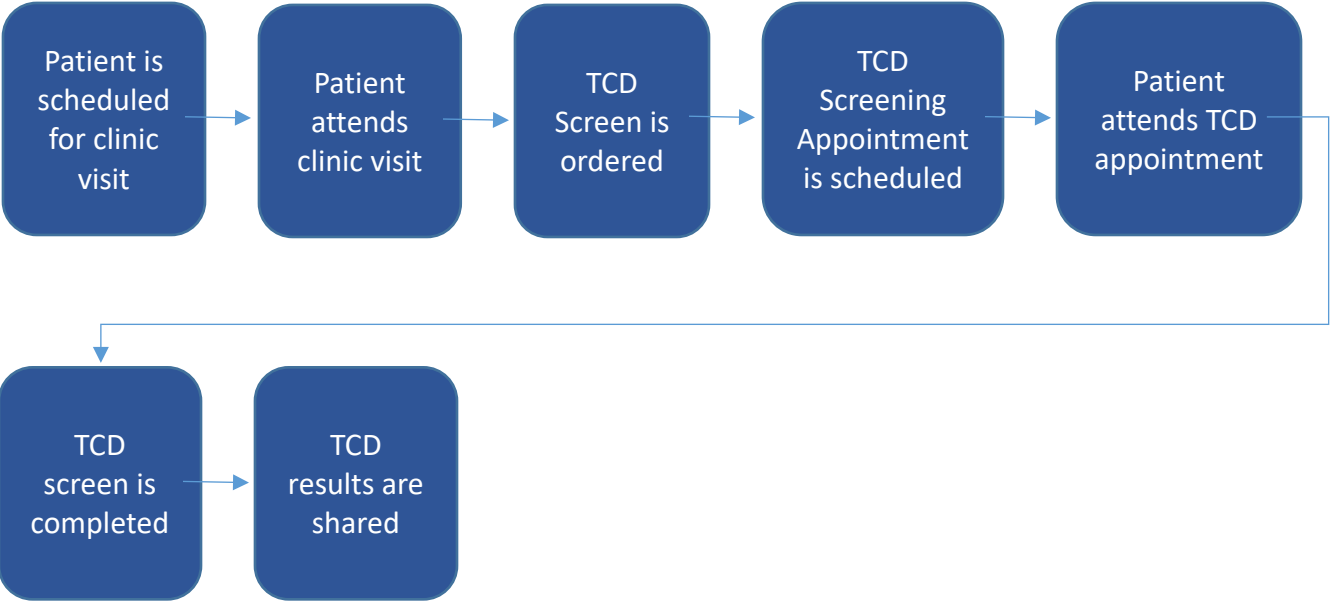 Patient is
scheduled
for clinic
visit
Patient
attends
clinic visit
TCD
Screen is
ordered
TCD
Screening
Appointment
is scheduled
Patient
attends TCD
appointment
TCD
screen is
completed
TCD
results are
shared